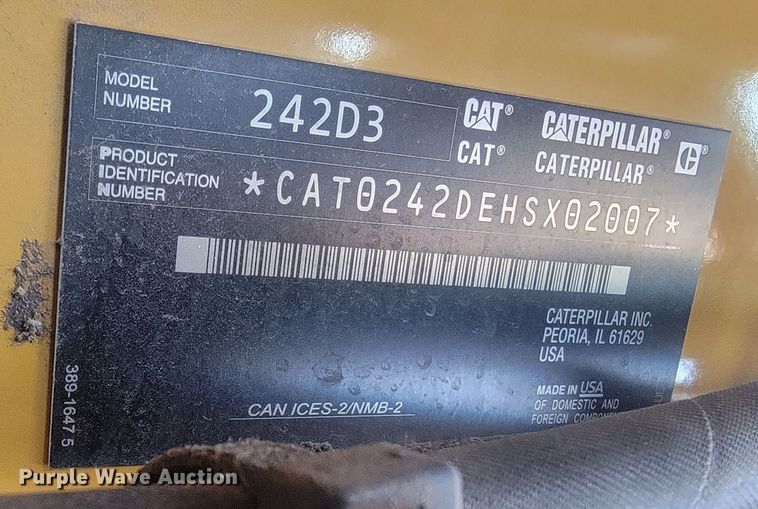 MODEL NUMBER 242D3
CAT® CATERPILLAR®
CAT® CATERPILLAR®
PRODUCT IDENTIFICATION NUMBER *CAT0242DEHSX02007*
CATERPILLAR INC.
PEORIA, IL 61629
USA
MADE IN USA
OF DOMESTIC AND
FOREIGN
CAN ICES-2/NMB-2
389-1647 5
Purple Wave Auction